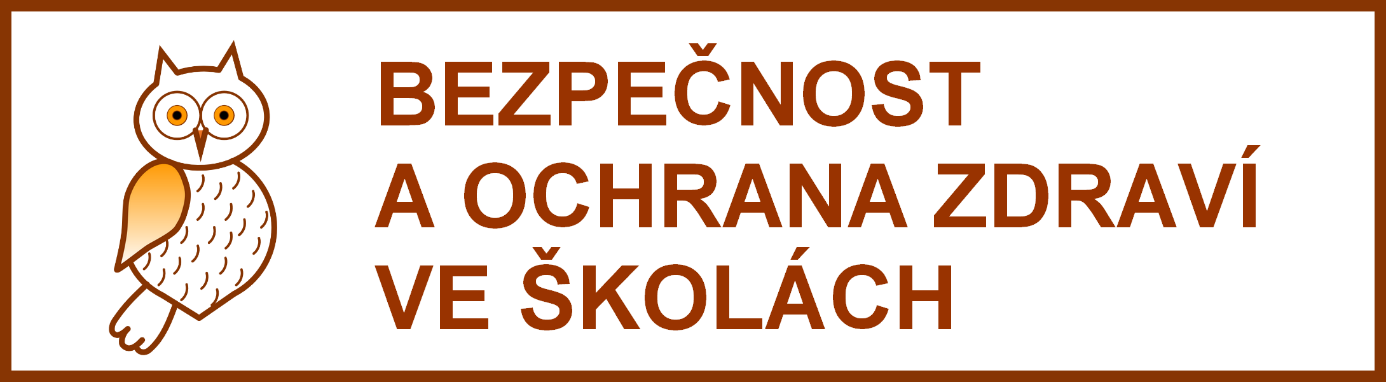 BEZPEČNOST
A OCHRANA ZDRAVÍ
VE ŠKOLÁCH